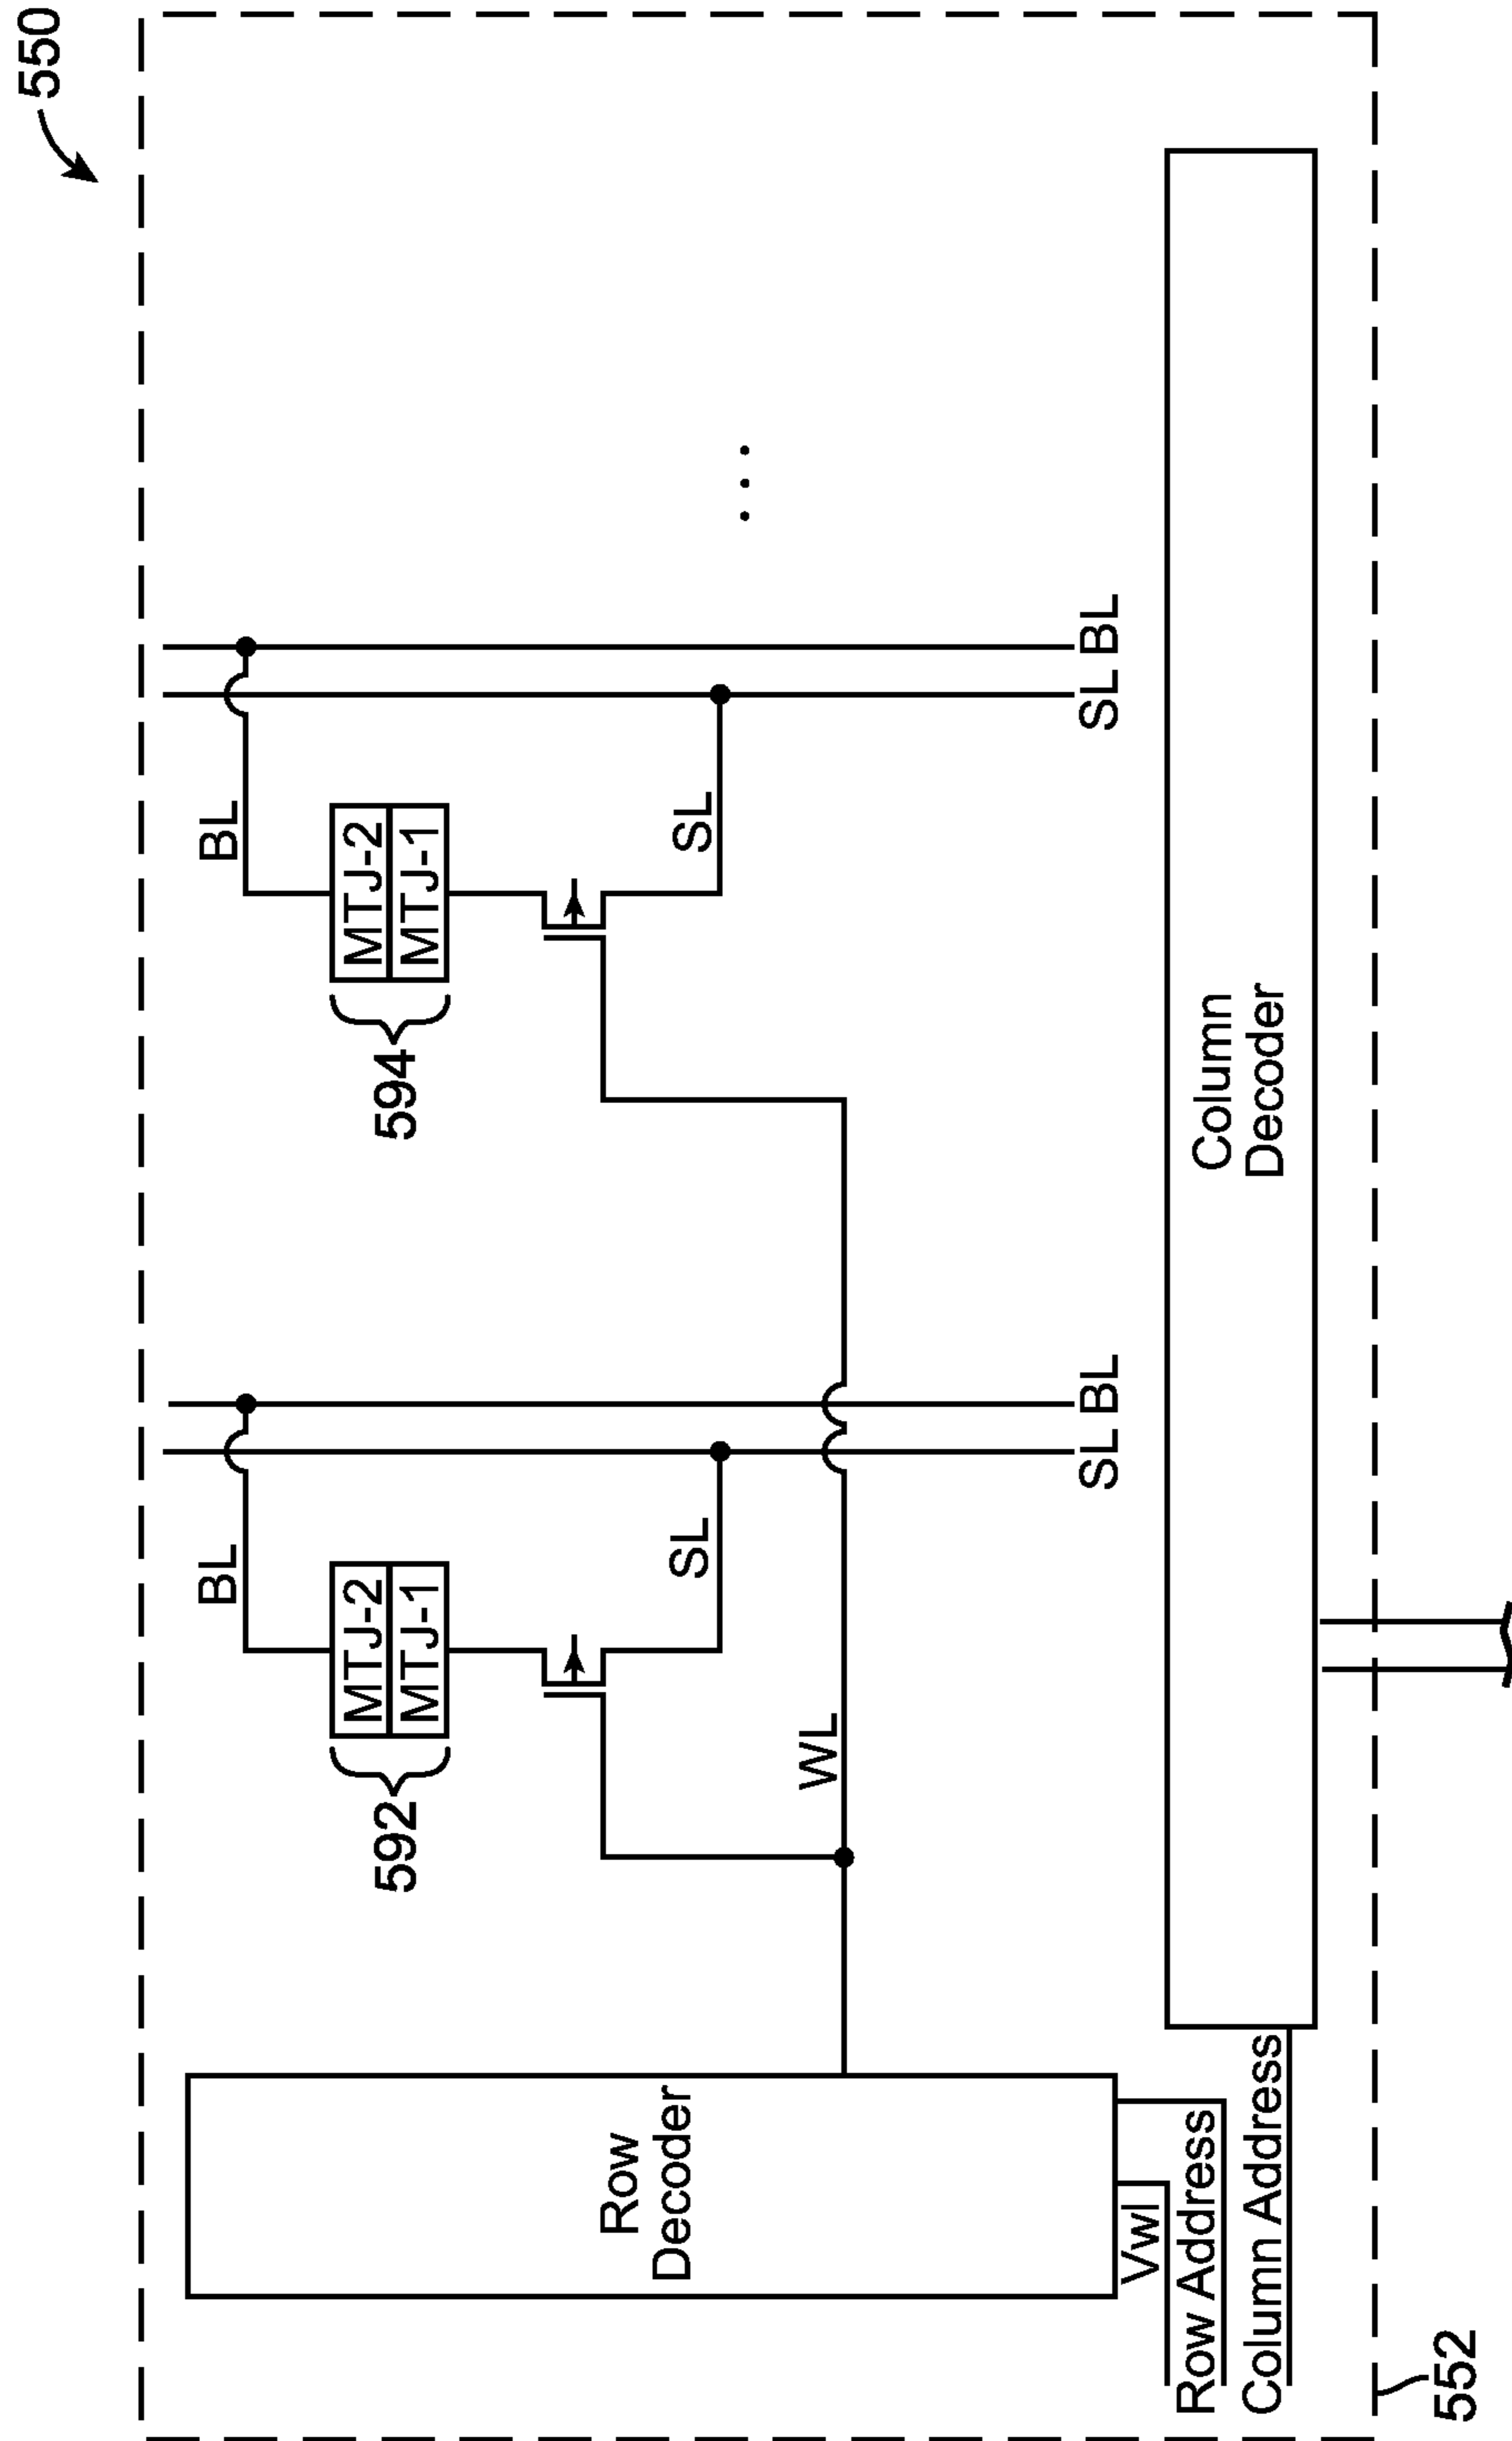 550
BL
MTJ-2
MTJ-1
592
SL
WL
SL
BL
BL
MTJ-2
MTJ-1
594
SL
SL
BL
...
Row
Decoder
Vwl
Row Address
Column Address
Column
Decoder
552